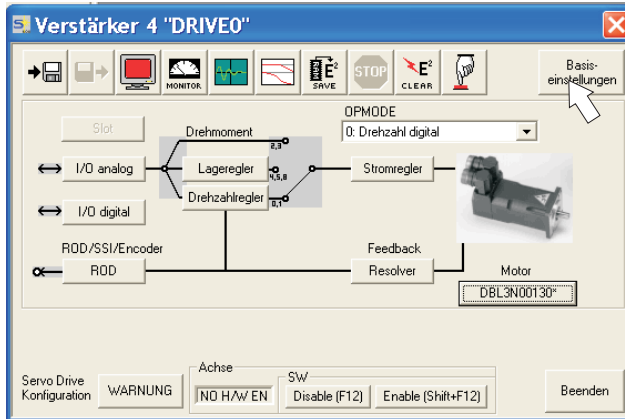 Verstärker 4 "DRIVE0"
MONITOR
E²
SAVE
STOP
E²
CLEAR
Basis-
einstellungen
OPMODE
0: Drehzahl digital
Slot
Drehmoment
2,3
I/O analog
Lageregler
4,5,8
Stromregler
Drehzahlregler
0,1
I/O digital
ROD/SSI/Encoder
ROD
Feedback
Resolver
Motor
DBL3N00130*
Servo Drive
Konfiguration
WARNUNG
Achse
NO H/W EN
SW
Disable (F12)
Enable (Shift+F12)
Beenden